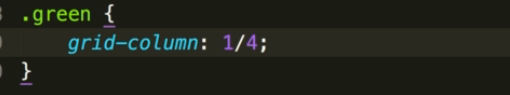 .green {
grid-column: 1/4;
}